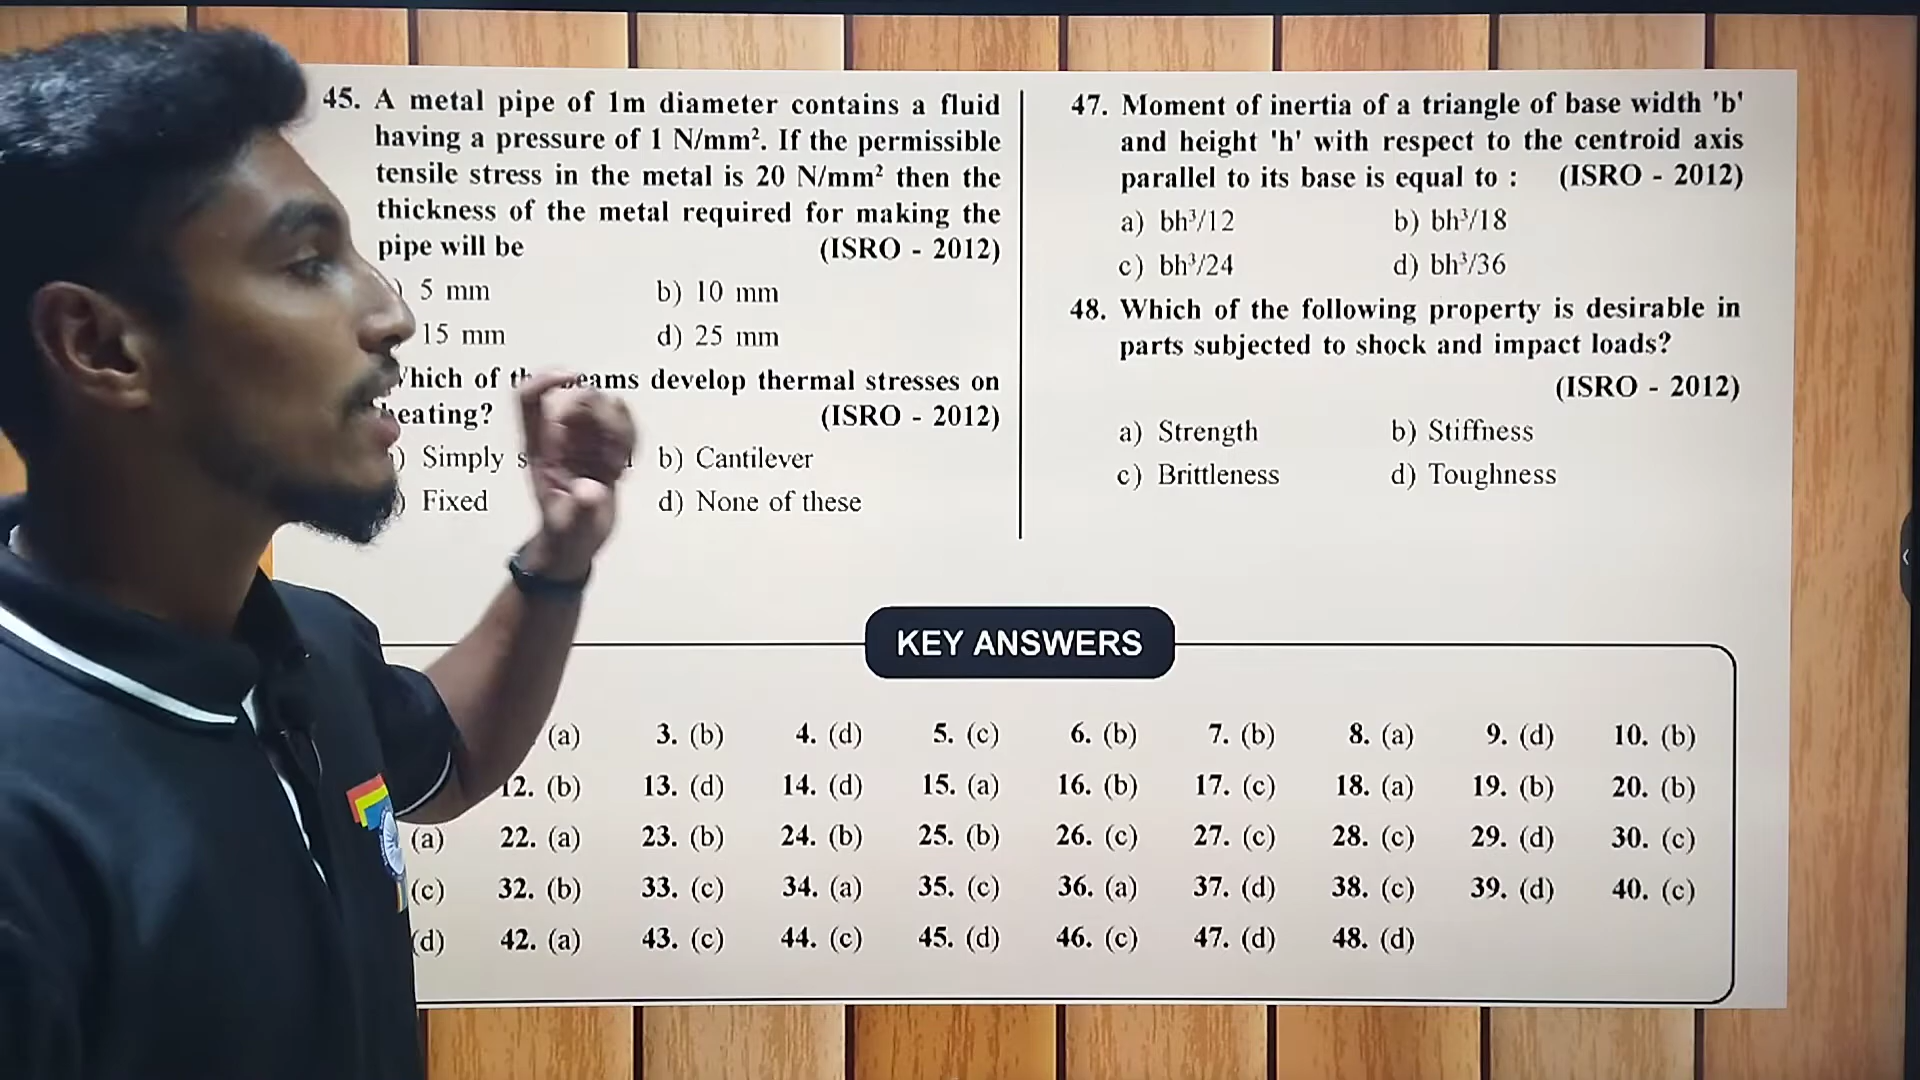 45. A metal pipe of 1m diameter contains a fluid
having a pressure of 1 N/mm². If the permissible
tensile stress in the metal is 20 N/mm² then the
thickness of the metal required for making the
pipe will be (ISRO - 2012)
) 5 mm b) 10 mm
15 mm d) 25 mm
Which of the beams develop thermal stresses on
heating? (ISRO - 2012)
) Simply b) Cantilever
) Fixed d) None of these
47. Moment of inertia of a triangle of base width 'b'
and height 'h' with respect to the centroid axis
parallel to its base is equal to : (ISRO - 2012)
a) bh³/12 b) bh³/18
c) bh³/24 d) bh³/36
48. Which of the following property is desirable in
parts subjected to shock and impact loads?
(ISRO - 2012)
a) Strength b) Stiffness
c) Brittleness d) Toughness
KEY ANSWERS
(a) 3. (b) 4. (d) 5. (c) 6. (b) 7. (b) 8. (a) 9. (d) 10. (b)
12. (b) 13. (d) 14. (d) 15. (a) 16. (b) 17. (c) 18. (a) 19. (b) 20. (b)
(a) 22. (a) 23. (b) 24. (b) 25. (b) 26. (c) 27. (c) 28. (c) 29. (d) 30. (c)
(c) 32. (b) 33. (c) 34. (a) 35. (c) 36. (a) 37. (d) 38. (c) 39. (d) 40. (c)
(d) 42. (a) 43. (c) 44. (c) 45. (d) 46. (c) 47. (d) 48. (d)